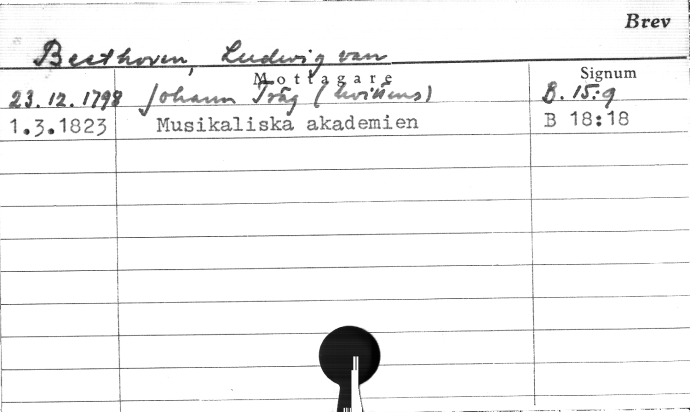 Brev
Beethoven, Ludwig van
Mottagare Signum
23.12.1798 Johann Träg (kvittens) B. 15:9
1.3.1823 Musikaliska akademien B 18:18